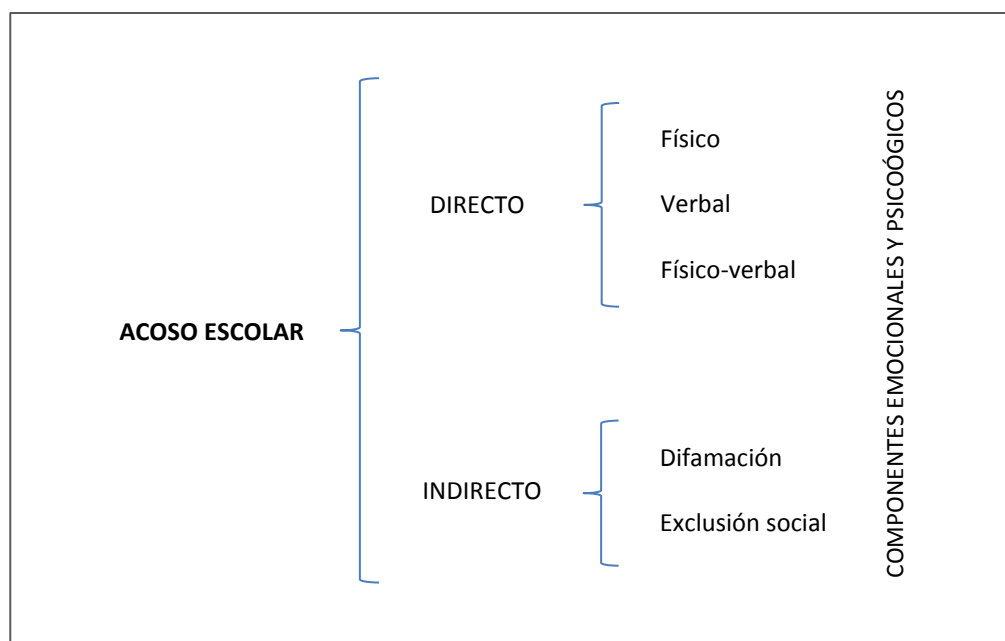 ACOSO ESCOLAR
DIRECTO
Físico
Verbal
Físico-verbal
INDIRECTO
Difamación
Exclusión social
COMPONENTES EMOCIONALES Y PSICOÓGICOS